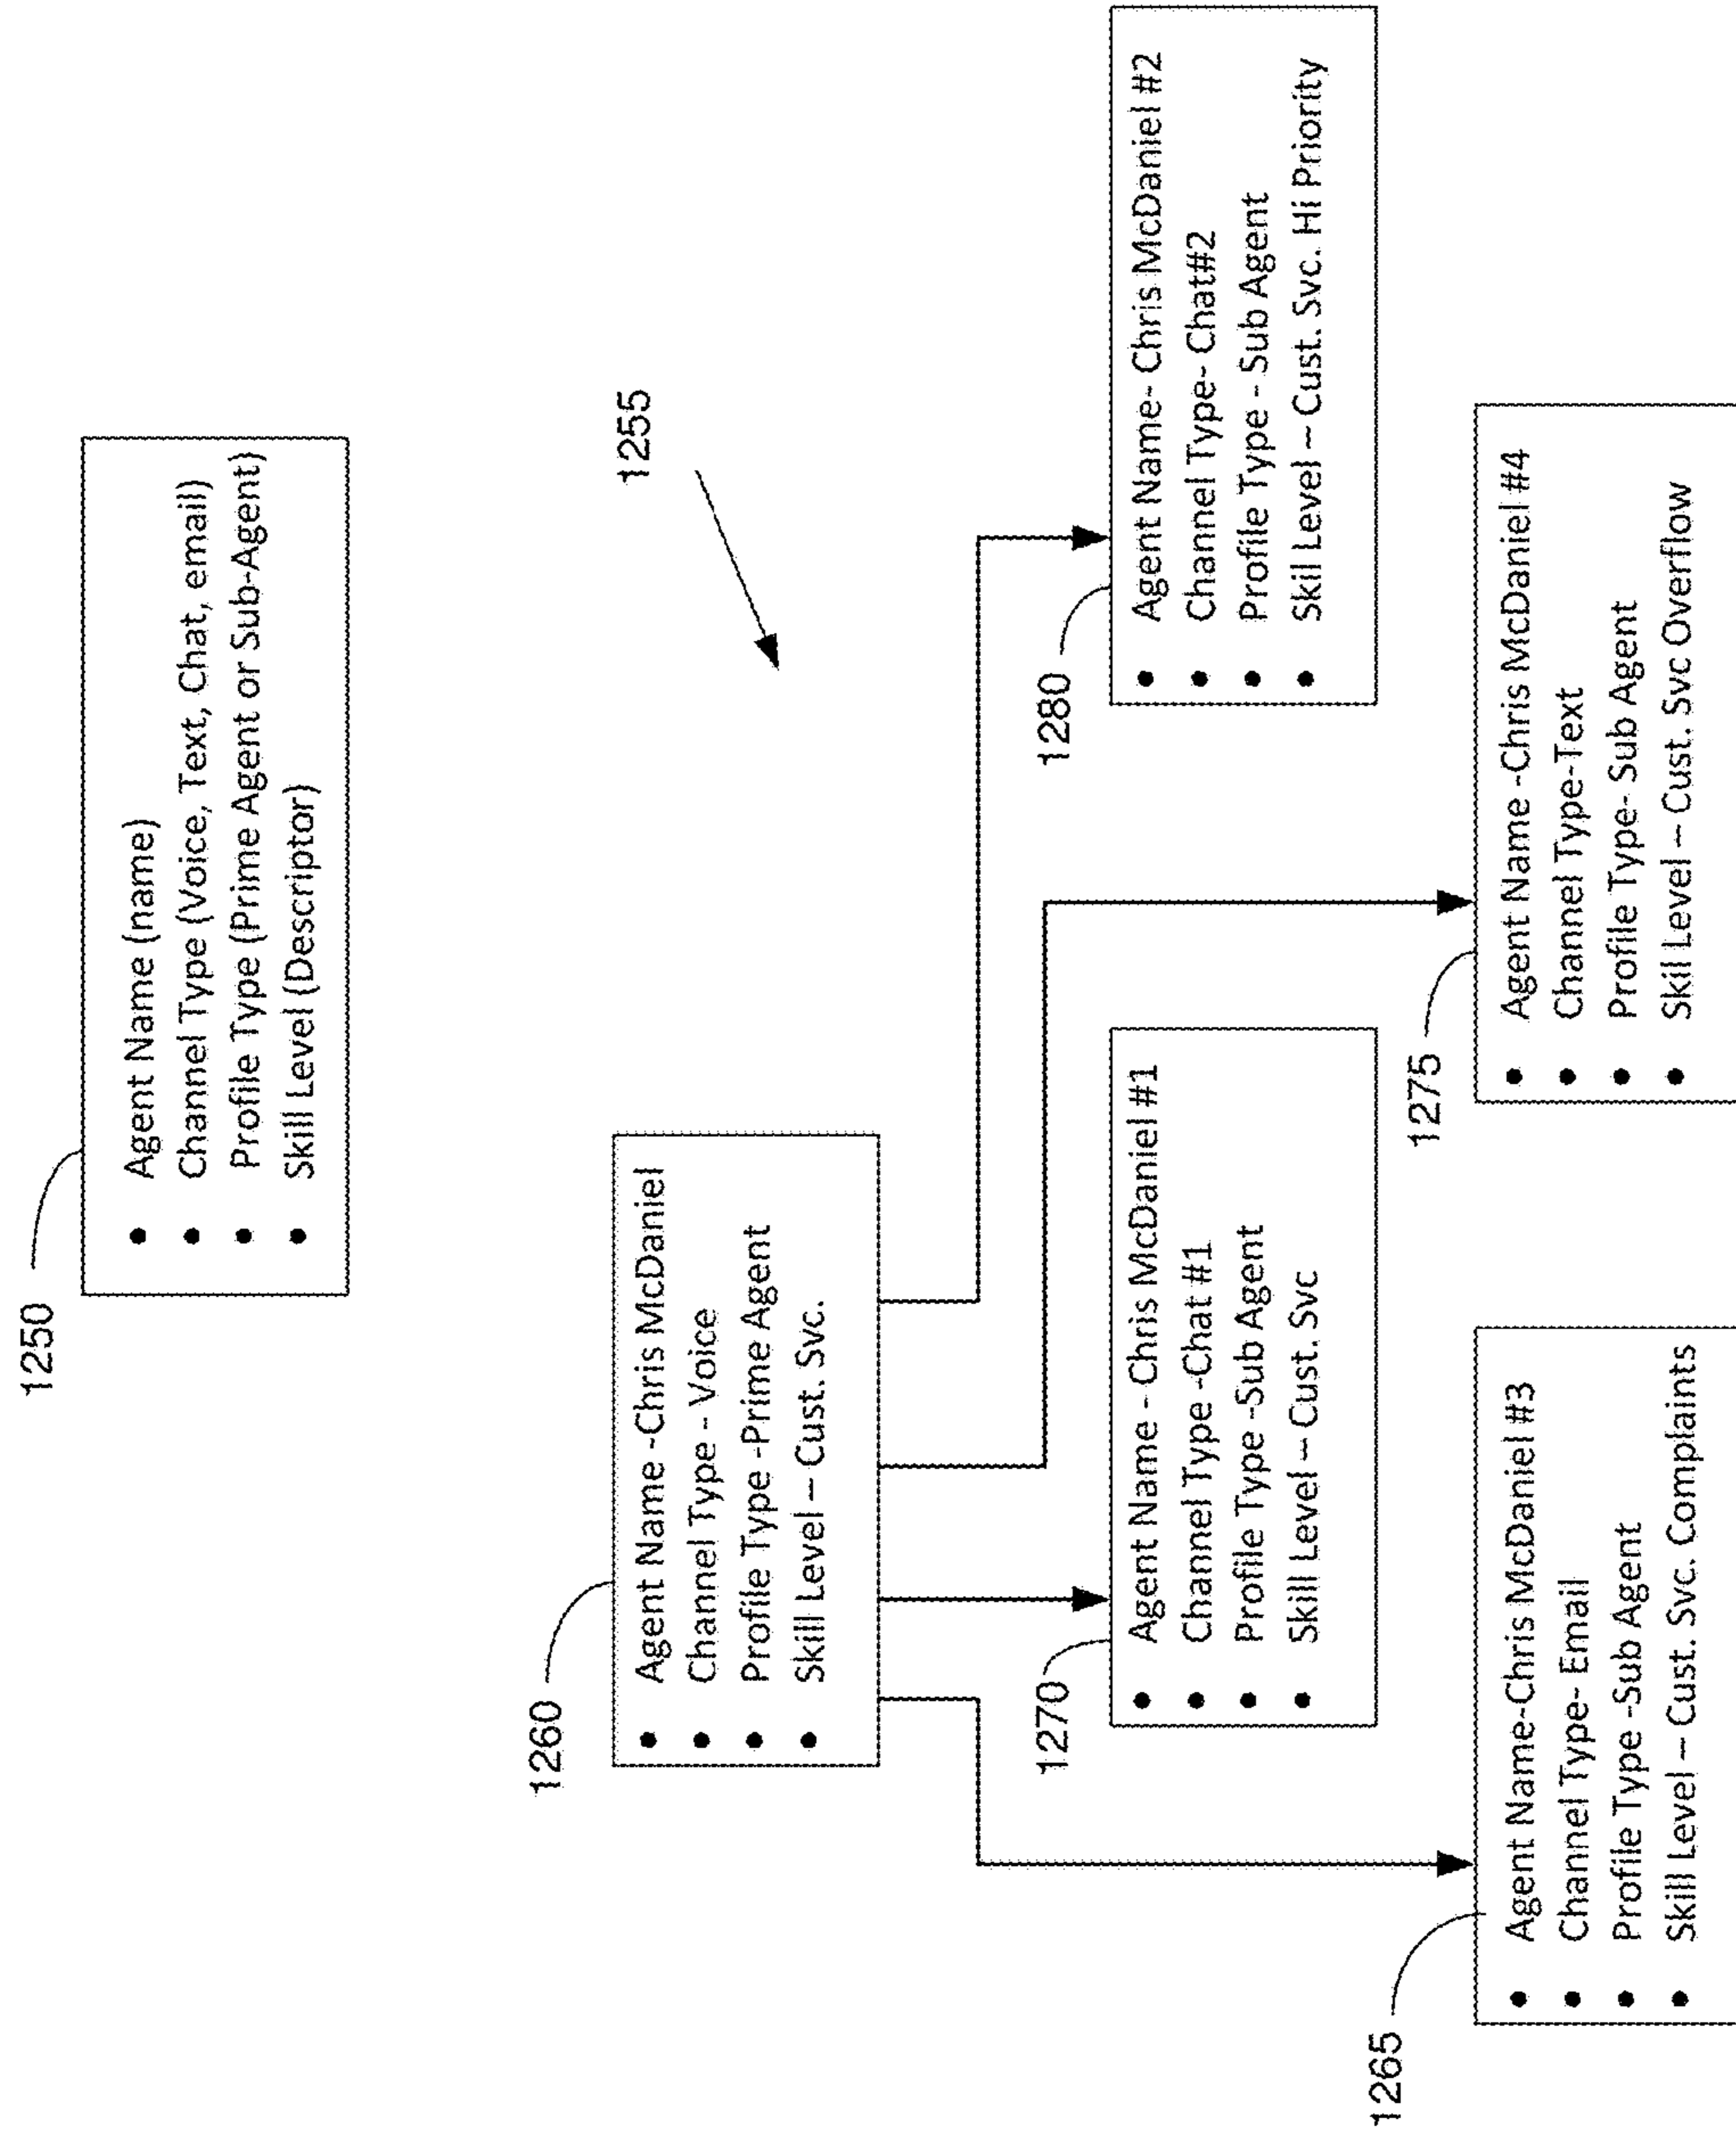 1250
• Agent Name (name)
• Channel Type (Voice, Text, Chat, email)
• Profile Type (Prime Agent or Sub-Agent)
• Skill Level (Descriptor)
1255
1260
• Agent Name -Chris McDaniel
• Channel Type - Voice
• Profile Type -Prime Agent
• Skill Level – Cust. Svc.
1270
• Agent Name - Chris McDaniel #1
• Channel Type -Chat #1
• Profile Type -Sub Agent
• Skill Level – Cust. Svc
1280
• Agent Name- Chris McDaniel #2
• Channel Type- Chat#2
• Profile Type - Sub Agent
• Skil Level – Cust. Svc. Hi Priority
1265
• Agent Name-Chris McDaniel #3
• Channel Type- Email
• Profile Type -Sub Agent
• Skill Level – Cust. Svc. Complaints
1275
• Agent Name -Chris McDaniel #4
• Channel Type-Text
• Profile Type- Sub Agent
• Skil Level – Cust. Svc Overflow